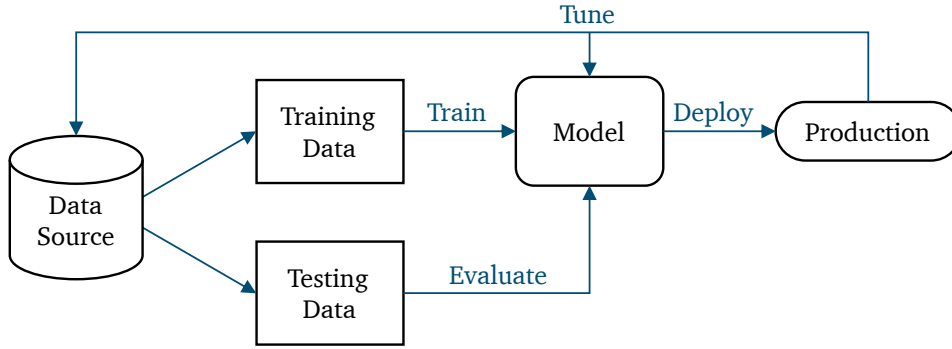 Tune
Training
Data
Train
Model
Deploy
Production
Data
Source
Testing
Data
Evaluate